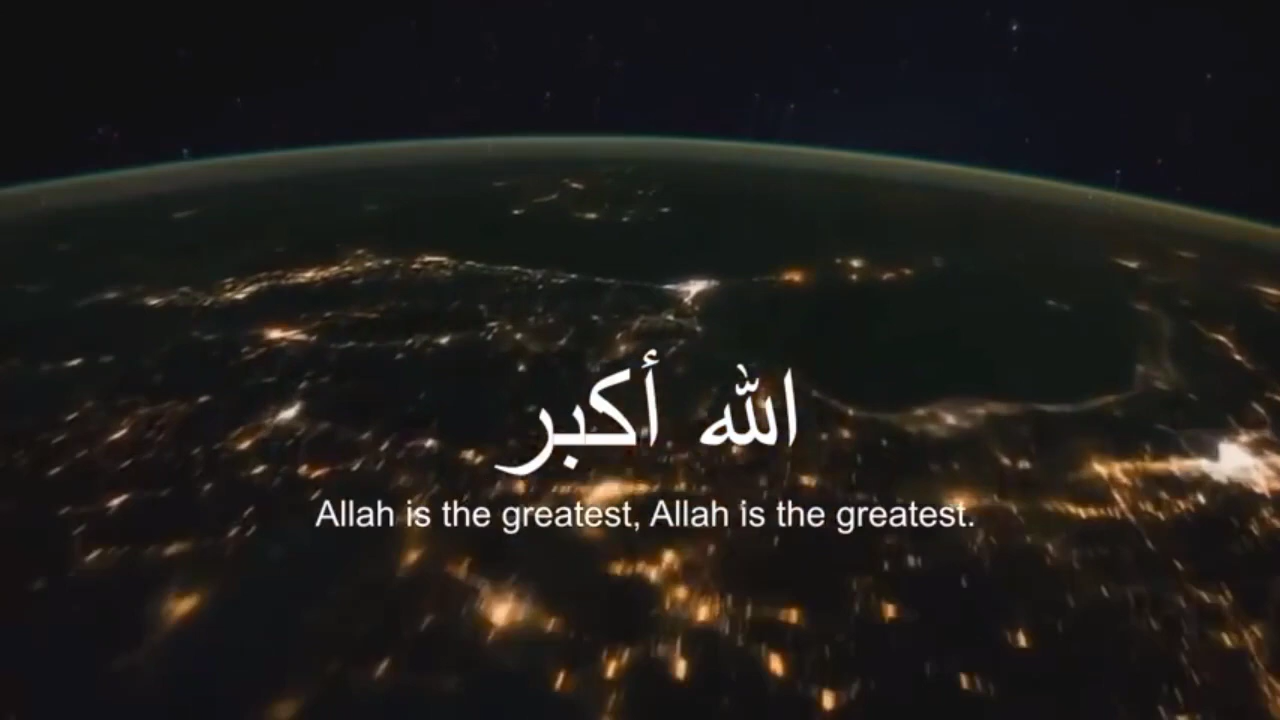 الله أكبر
Allah is the greatest, Allah is the greatest.